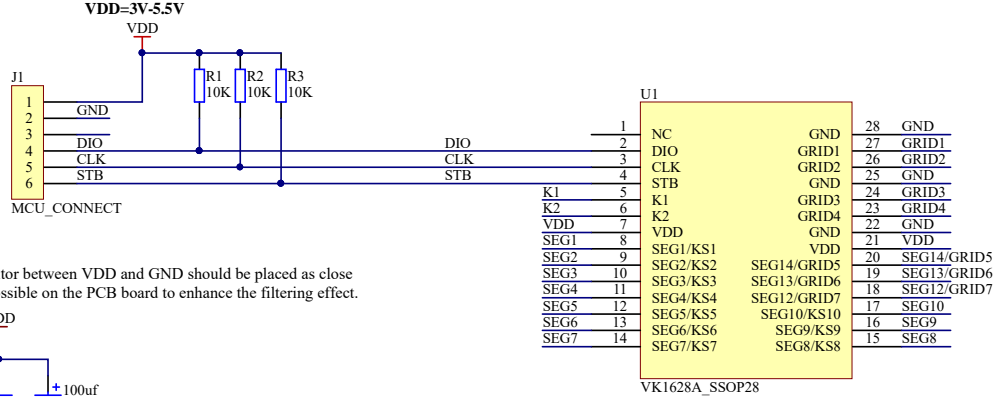 VDD=3V-5.5V
VDD
J1
1
2
3
4
5
6
GND
DIO
CLK
STB
MCU_CONNECT
R1
10K
R2
10K
R3
10K
DIO
CLK
STB
U1
1 NC GND 28 GND
2 DIO GRID1 27 GRID1
3 CLK GRID2 26 GRID2
4 STB GND 25 GND
K1 5 K1 GRID3 24 GRID3
K2 6 K2 GRID4 23 GRID4
VDD 7 VDD GND 22 GND
SEG1 8 SEG1/KS1 VDD 21 VDD
SEG2 9 SEG2/KS2 SEG14/GRID5 20 SEG14/GRID5
SEG3 10 SEG3/KS3 SEG13/GRID6 19 SEG13/GRID6
SEG4 11 SEG4/KS4 SEG12/GRID7 18 SEG12/GRID7
SEG5 12 SEG5/KS5 SEG10/KS10 17 SEG10
SEG6 13 SEG6/KS6 SEG9/KS9 16 SEG9
SEG7 14 SEG7/KS7 SEG8/KS8 15 SEG8
VK1628A_SSOP28
tor between VDD and GND should be placed as close
ssible on the PCB board to enhance the filtering effect.
DD
+
100uf